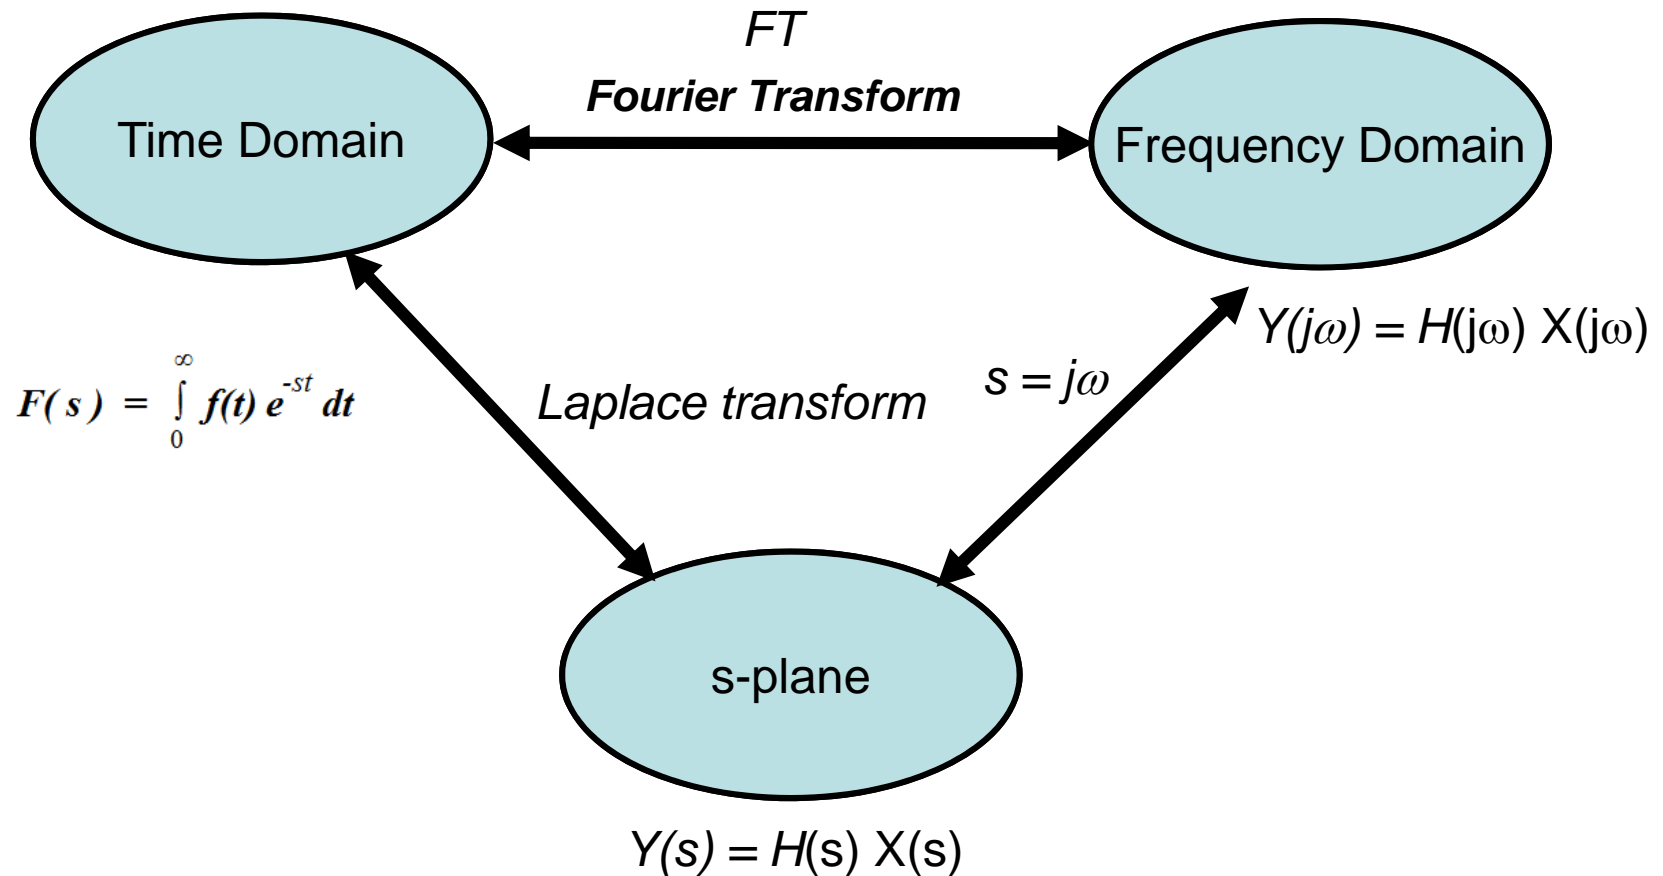 FT
Fourier Transform
Time Domain
Frequency Domain
Y(jω) = H(jω) X(jω)
s = jω
F( s ) = ∫₀^∞ f(t) e^-st dt
Laplace transform
s-plane
Y(s) = H(s) X(s)